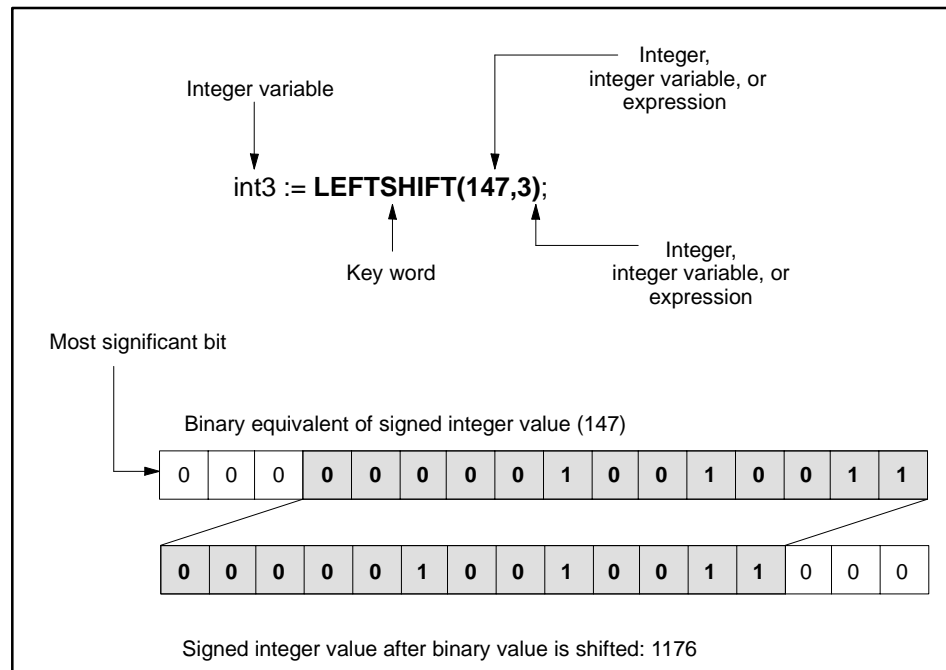 Integer variable
Integer,
integer variable, or
expression
int3 := LEFTSHIFT(147,3);
Key word
Integer,
integer variable, or
expression
Most significant bit
Binary equivalent of signed integer value (147)
0 0 0 0 0 0 0 0 1 0 0 1 0 0 1 1
0 0 0 0 0 1 0 0 1 0 0 1 1 0 0 0
Signed integer value after binary value is shifted: 1176